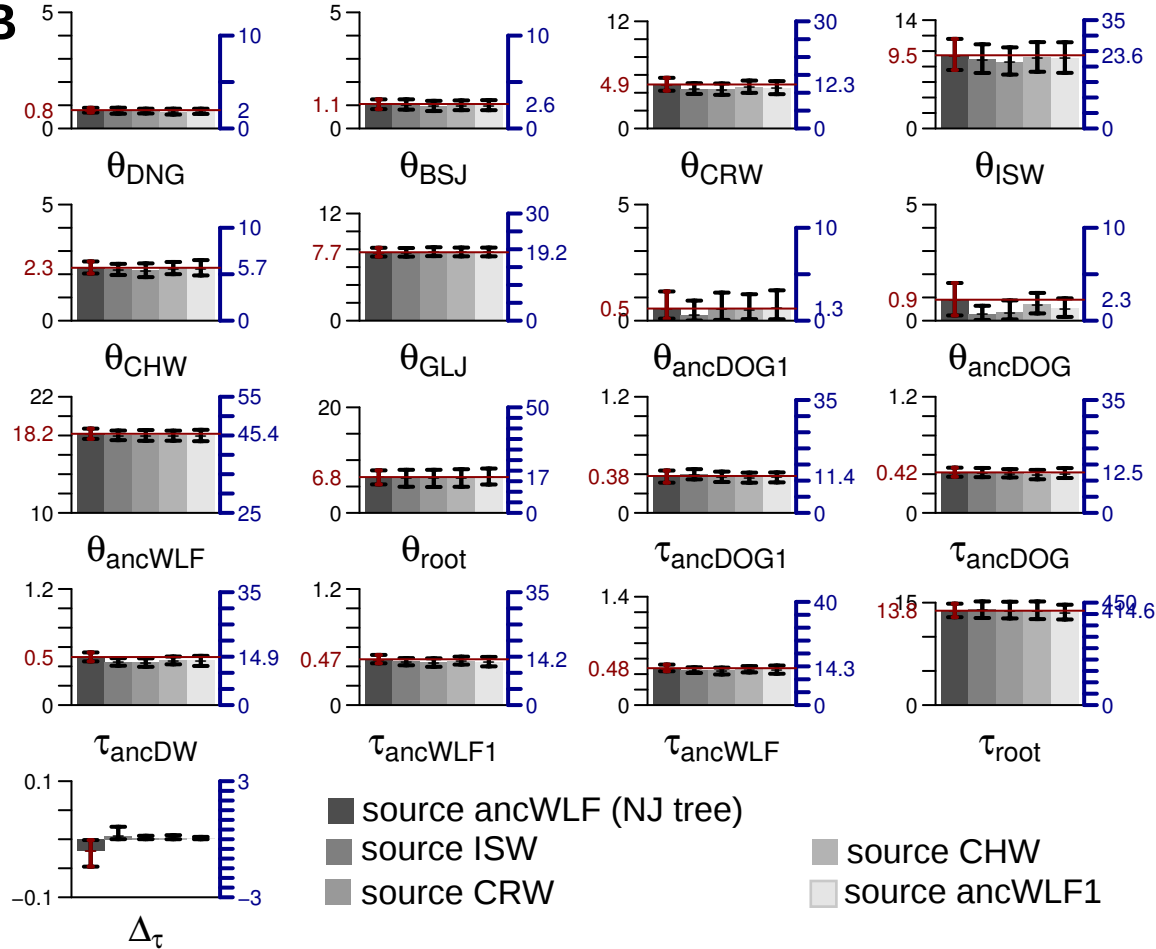 B
5 10 5 10 12 30 14 35
0.8 2 1.1 2.6 4.9 12.3 9.5 23.6
0 0 0 0 0 0 0 0
θDNG θBSJ θCRW θISW
5 10 12 30 5 10 5 10
2.3 5.7 7.7 19.2 0.5 1.3 0.9 2.3
0 0 0 0 0 0 0 0
θCHW θGLJ θancDOG1 θancDOG
22 55 20 50 1.2 35 1.2 35
18.2 45.4 6.8 17 0.38 11.4 0.42 12.5
10 25 0 0 0 0 0 0
θancWLF θroot τancDOG1 τancDOG
1.2 35 1.2 35 1.4 40 15 450
0.5 14.9 0.47 14.2 0.48 14.3 13.8 414.6
0 0 0 0 0 0 0 0
τancDW τancWLF1 τancWLF τroot
0.1 3
−0.1 −3
Δτ
source ancWLF (NJ tree)
source ISW
source CRW
source CHW
source ancWLF1